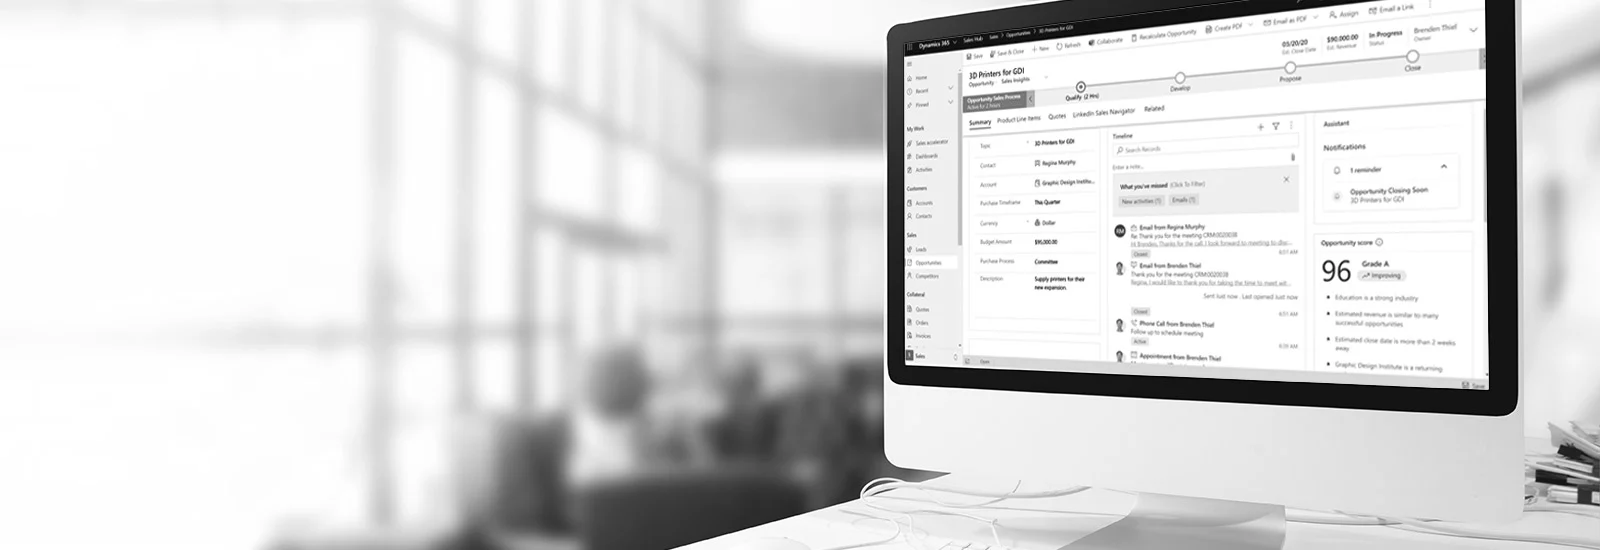 Dynamics 365 Sales Hub Sales > Opportunities > 3D Printers for GDI
Save Save & Close + New Refresh Collaborate Recalculate Opportunity Create PDF Email as PDF Assign Email a Link
3D Printers for GDI
Opportunity Sales Insights
03/20/20 $90,000.00 In Progress Brenden Thiel
Est. Close Date Est. Revenue Status Owner
Opportunity Sales Process
Active for 2 hours
Qualify (2 Hrs) Develop Propose Close
Summary Product Line Items Quotes LinkedIn Sales Navigator Related
Home
Recent
Pinned
My Work
Sales accelerator
Dashboards
Activities
Customers
Accounts
Contacts
Sales
Leads
Opportunities
Competitors
Collateral
Quotes
Orders
Invoices
Sales
Topic * 3D Printers for GDI
Contact Regina Murphy
Account Graphic Design Institu...
Purchase Timeframe This Quarter
Currency * Dollar
Budget Amount $90,000.00
Purchase Process Committee
Description Supply printers for their
new expansion.
Open
Timeline
Search Records
Enter a note...
What you've missed (Click To Filter)
New activities (1) Emails (1)
RM
Email from Regina Murphy
Re: Thank you for the meeting CRM:0020038
Hi Brenden, Thanks for the call. I look forward to meeting to disc...
Closed
Email from Brenden Thiel
Thank you for the meeting CRM:0020038
Regina, I would like to thank you for taking the time to meet wit...
Sent just now . Last opened just now
Closed
Phone Call from Brenden Thiel
Follow up to schedule meeting
Active
Appointment from Brenden Thiel
Assistant
Notifications
1 reminder
Opportunity Closing Soon
3D Printers for GDI
Opportunity score
96 Grade A
Improving
Education is a strong industry
Estimated revenue is similar to many
successful opportunities
Estimated close date is more than 2 weeks
away
Graphic Design Institute is a returning
Save